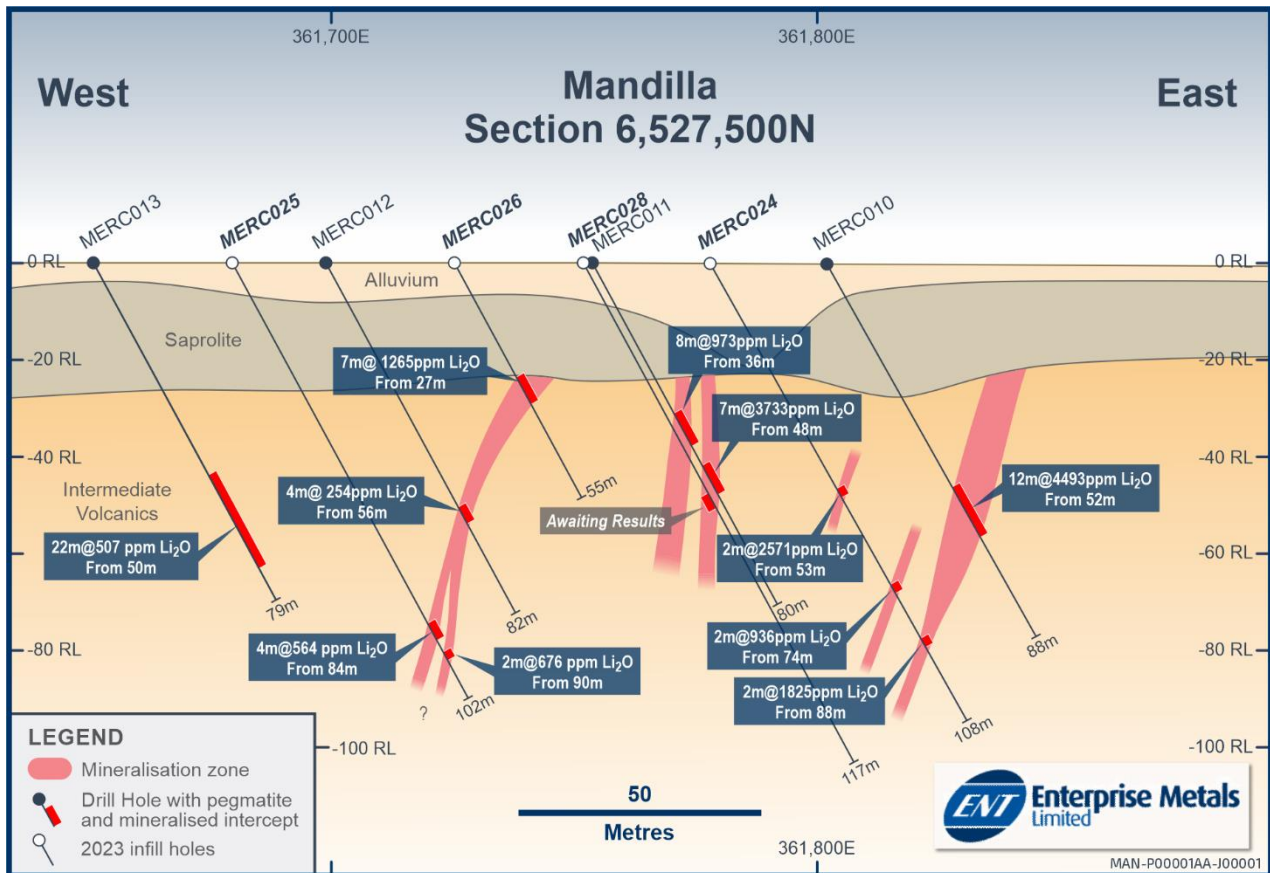 361,700E
361,800E
West
Mandilla
East
Section 6,527,500N
MERC013
MERC025
MERC012
MERC026
MERC028
MERC011
MERC024
MERC010
0 RL
0 RL
Alluvium
Saprolite
-20 RL
-20 RL
7m@ 1265ppm Li₂O
From 27m
8m@973ppm Li₂O
From 36m
7m@3733ppm Li₂O
From 48m
-40 RL
-40 RL
Intermediate
Volcanics
4m@ 254ppm Li₂O
From 56m
55m
12m@4493ppm Li₂O
From 52m
Awaiting Results
22m@507 ppm Li₂O
From 50m
2m@2571ppm Li₂O
From 53m
-60 RL
79m
82m
80m
88m
4m@564 ppm Li₂O
From 84m
2m@676 ppm Li₂O
From 90m
2m@936ppm Li₂O
From 74m
-80 RL
-80 RL
2m@1825ppm Li₂O
From 88m
102m
?
108m
117m
-100 RL
-100 RL
LEGEND
Mineralisation zone
Drill Hole with pegmatite
and mineralised intercept
2023 infill holes
50
Metres
361,800E
ENT
Enterprise Metals
Limited
MAN-P00001AA-J00001